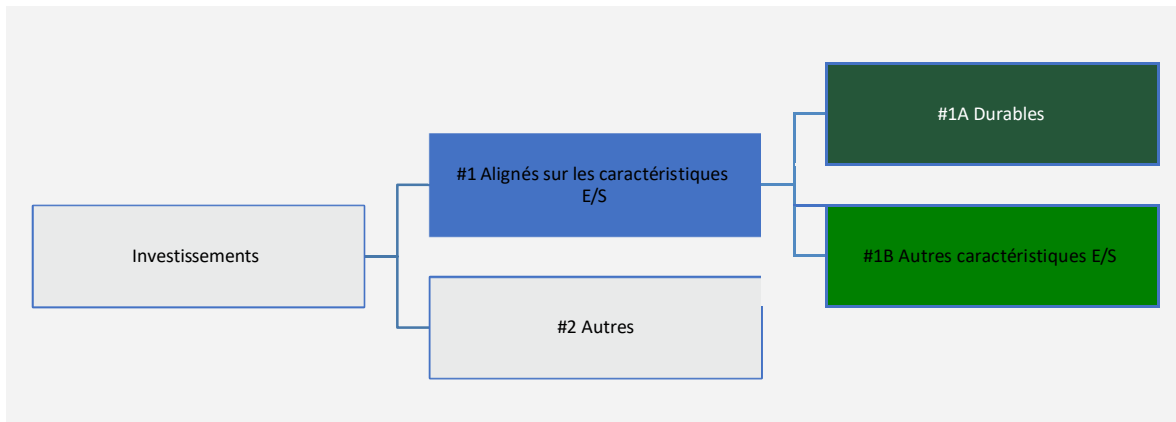 Investissements
#1 Alignés sur les caractéristiques
E/S
#2 Autres
#1A Durables
#1B Autres caractéristiques E/S